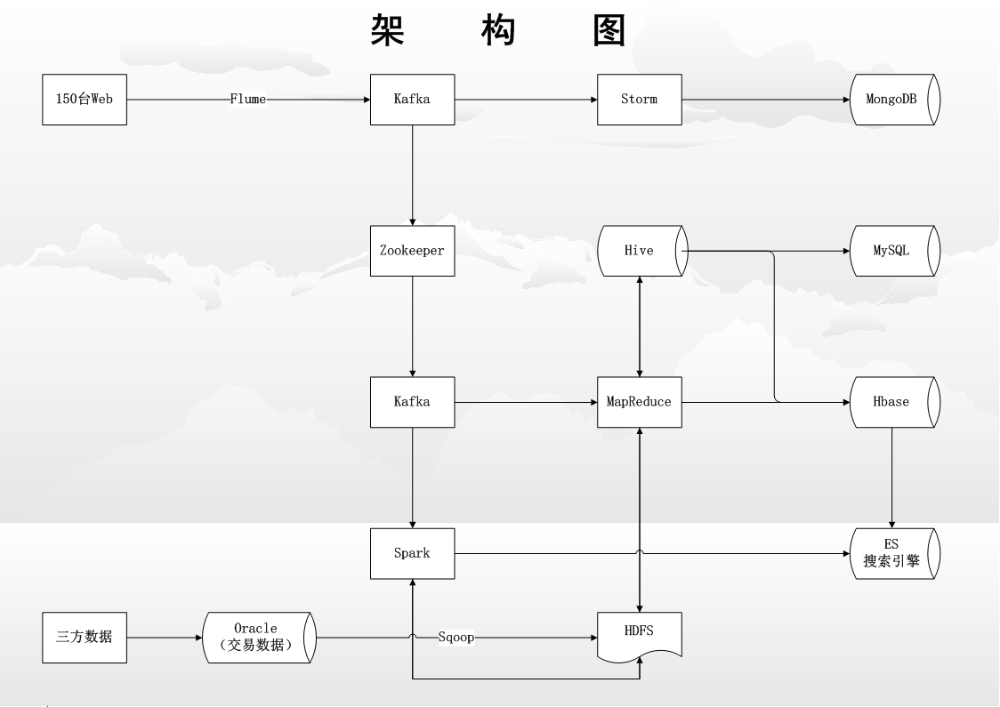 架 构 图
150台Web
Flume
Kafka
Storm
MongoDB
Zookeeper
Hive
MySQL
Kafka
MapReduce
Hbase
Spark
ES
搜索引擎
三方数据
Oracle
（交易数据）
Sqoop
HDFS